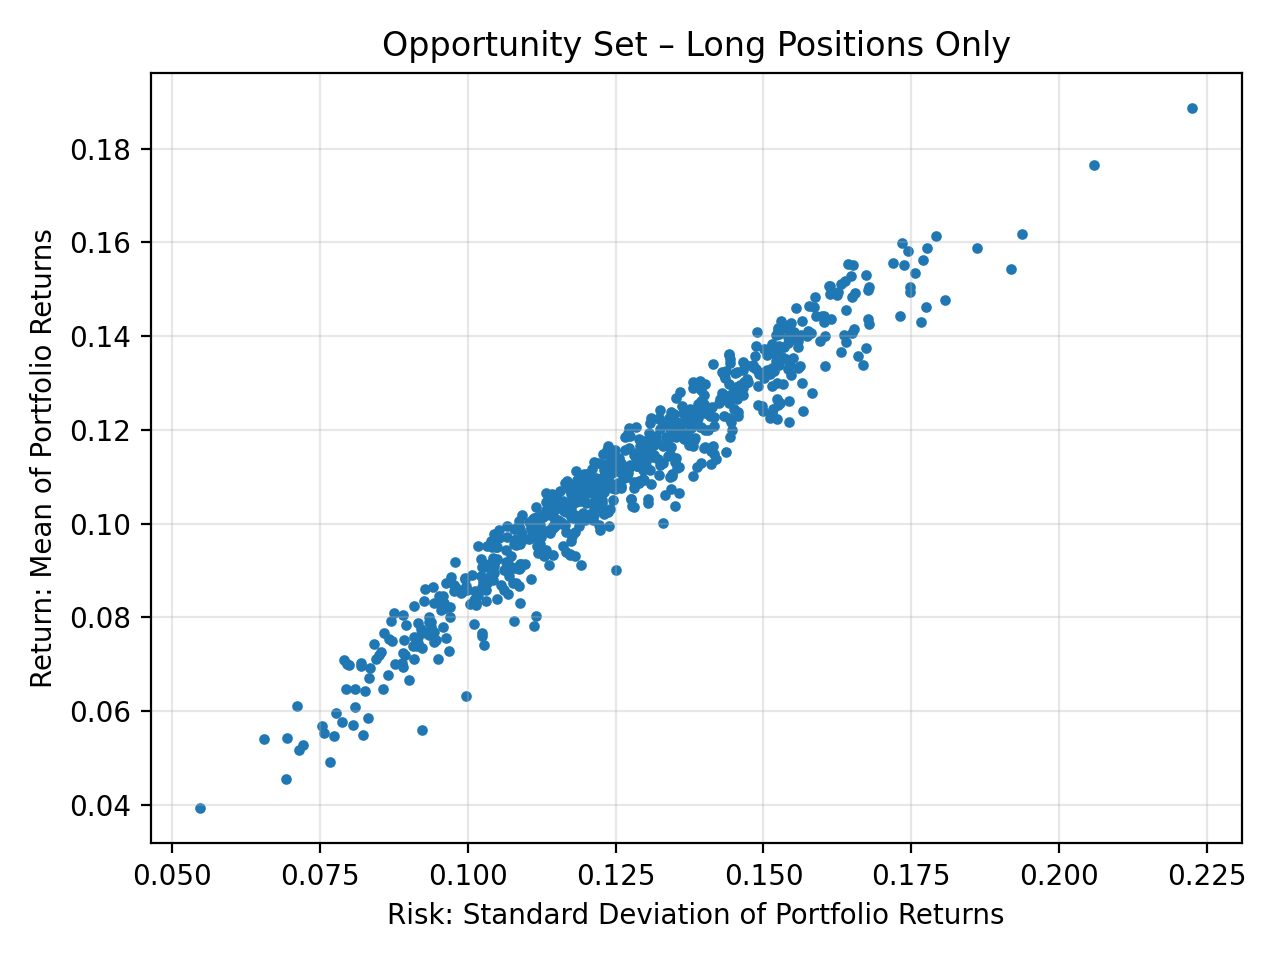 Opportunity Set – Long Positions Only
Return: Mean of Portfolio Returns
0.18
0.16
0.14
0.12
0.10
0.08
0.06
0.04
0.050 0.075 0.100 0.125 0.150 0.175 0.200 0.225
Risk: Standard Deviation of Portfolio Returns